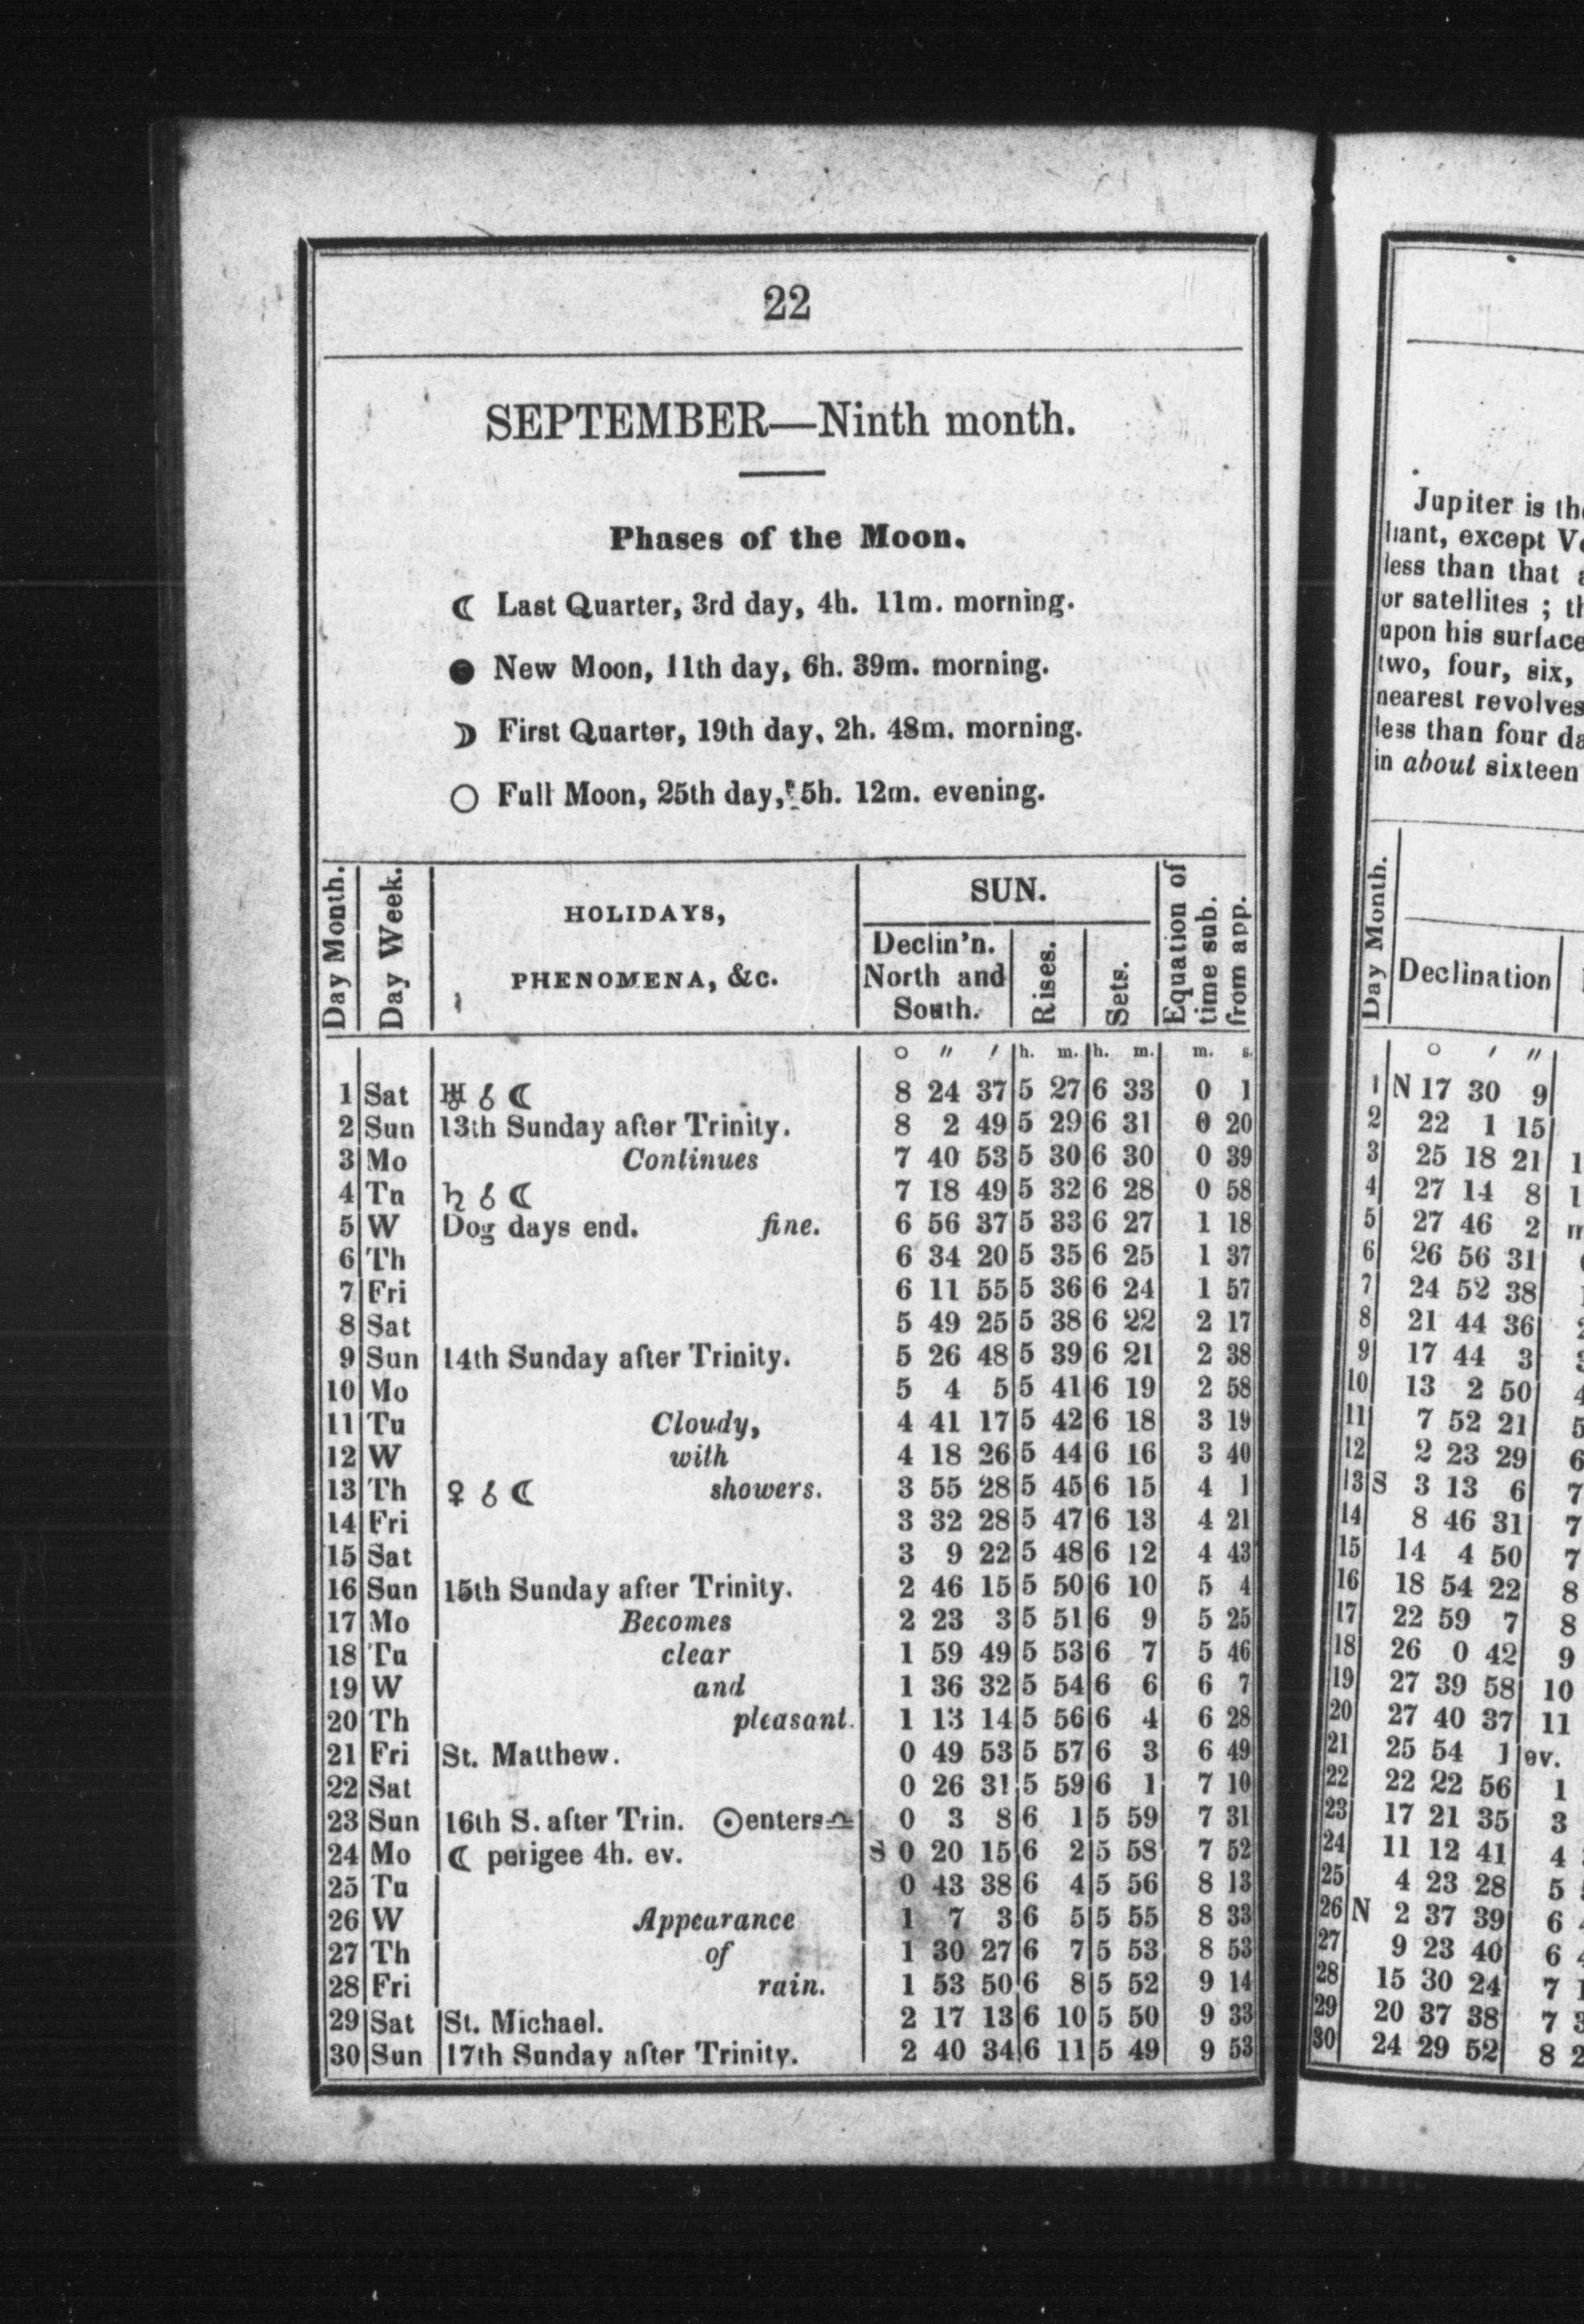 22
SEPTEMBER—Ninth month.
Phases of the Moon.
☾ Last Quarter, 3rd day, 4h. 11m. morning.
● New Moon, 11th day, 6h. 39m. morning.
☽ First Quarter, 19th day, 2h. 48m. morning.
○ Full Moon, 25th day, 5h. 12m. evening.
Day Month. Day Week. HOLIDAYS, PHENOMENA, &c. SUN. Declin'n. North and South. Rises. Sets. Equation of time sub. from app.
○ ″ ′ h. m. h. m. m. s.
1 Sat ♅ ☌ ☾ 8 24 37 5 27 6 33 0 1
2 Sun 13th Sunday after Trinity. 8 2 49 5 29 6 31 0 20
3 Mo Continues 7 40 53 5 30 6 30 0 39
4 Tu ♄ ☌ ☾ 7 18 49 5 32 6 28 0 58
5 W Dog days end. fine. 6 56 37 5 33 6 27 1 18
6 Th 6 34 20 5 35 6 25 1 37
7 Fri 6 11 55 5 36 6 24 1 57
8 Sat 5 49 25 5 38 6 22 2 17
9 Sun 14th Sunday after Trinity. 5 26 48 5 39 6 21 2 38
10 Mo 5 4 5 5 41 6 19 2 58
11 Tu Cloudy, 4 41 17 5 42 6 18 3 19
12 W with 4 18 26 5 44 6 16 3 40
13 Th ♀ ☌ ☾ showers. 3 55 28 5 45 6 15 4 1
14 Fri 3 32 28 5 47 6 13 4 21
15 Sat 3 9 22 5 48 6 12 4 43
16 Sun 15th Sunday after Trinity. 2 46 15 5 50 6 10 5 4
17 Mo Becomes 2 23 3 5 51 6 9 5 25
18 Tu clear 1 59 49 5 53 6 7 5 46
19 W and 1 36 32 5 54 6 6 6 7
20 Th pleasant. 1 13 14 5 56 6 4 6 28
21 Fri St. Matthew. 0 49 53 5 57 6 3 6 49
22 Sat 0 26 31 5 59 6 1 7 10
23 Sun 16th S. after Trin. ☉enters♎ 0 3 8 6 1 5 59 7 31
24 Mo ☾ perigee 4h. ev. S 0 20 15 6 2 5 58 7 52
25 Tu 0 43 38 6 4 5 56 8 13
26 W Appearance 1 7 3 6 5 5 55 8 33
27 Th of 1 30 27 6 7 5 53 8 53
28 Fri rain. 1 53 50 6 8 5 52 9 14
29 Sat St. Michael. 2 17 13 6 10 5 50 9 33
30 Sun 17th Sunday after Trinity. 2 40 34 6 11 5 49 9 53
Jupiter is
liant, except
less than that
or satellites ;
upon his surface
two, four, six,
nearest revolves
less than four
in about sixteen
Day Month. Declination
○ ′ ″
1 N 17 30 9
2 22 1 15
3 25 18 21
4 27 14 8
5 27 46 2
6 26 56 31
7 24 52 38
8 21 44 36
9 17 44 3
10 13 2 50
11 7 52 21 5
12 2 23 29 6
13 S 3 13 6 7
14 8 46 31 7
15 14 4 50 7
16 18 54 22 8
17 22 59 7 8
18 26 0 42 9
19 27 39 58 10
20 27 40 37 11
21 25 54 1 ev.
22 22 22 56 1
23 17 21 35 3
24 11 12 41 4
25 4 23 28 5
26 N 2 37 39 6
27 9 23 40 6
28 15 30 24 7
29 20 37 38 7
30 24 29 52 8